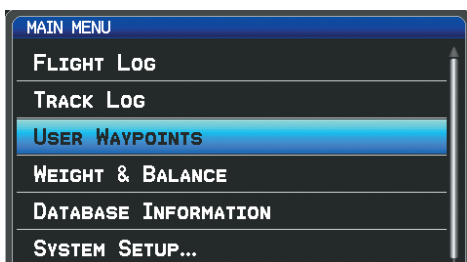 MAIN MENU
FLIGHT LOG
TRACK LOG
USER WAYPOINTS
WEIGHT & BALANCE
DATABASE INFORMATION
SYSTEM SETUP...